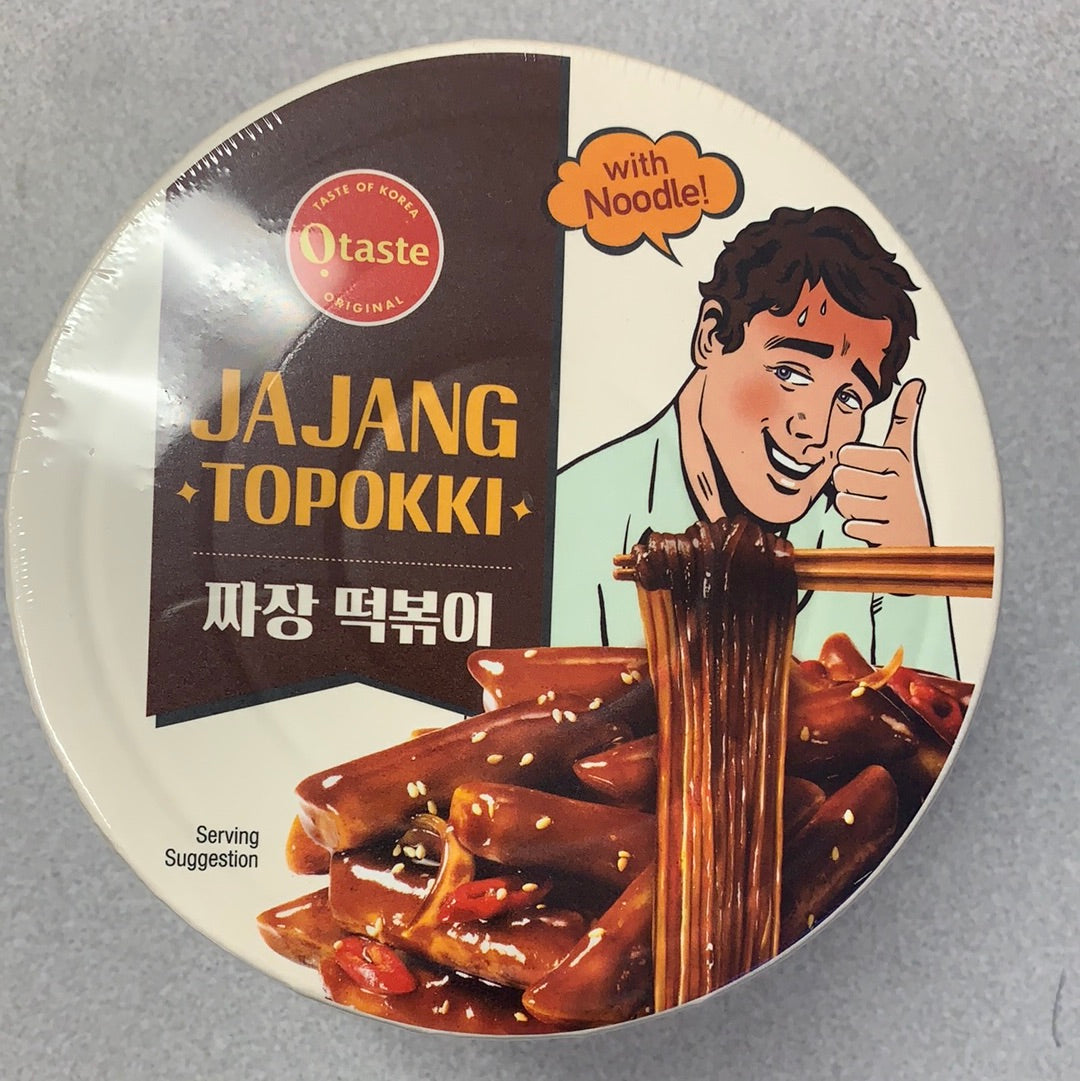 TASTE OF KOREA
Otaste
ORIGINAL
with
Noodle!
JAJANG
TOPOKKI
짜장 떡볶이
Serving
Suggestion